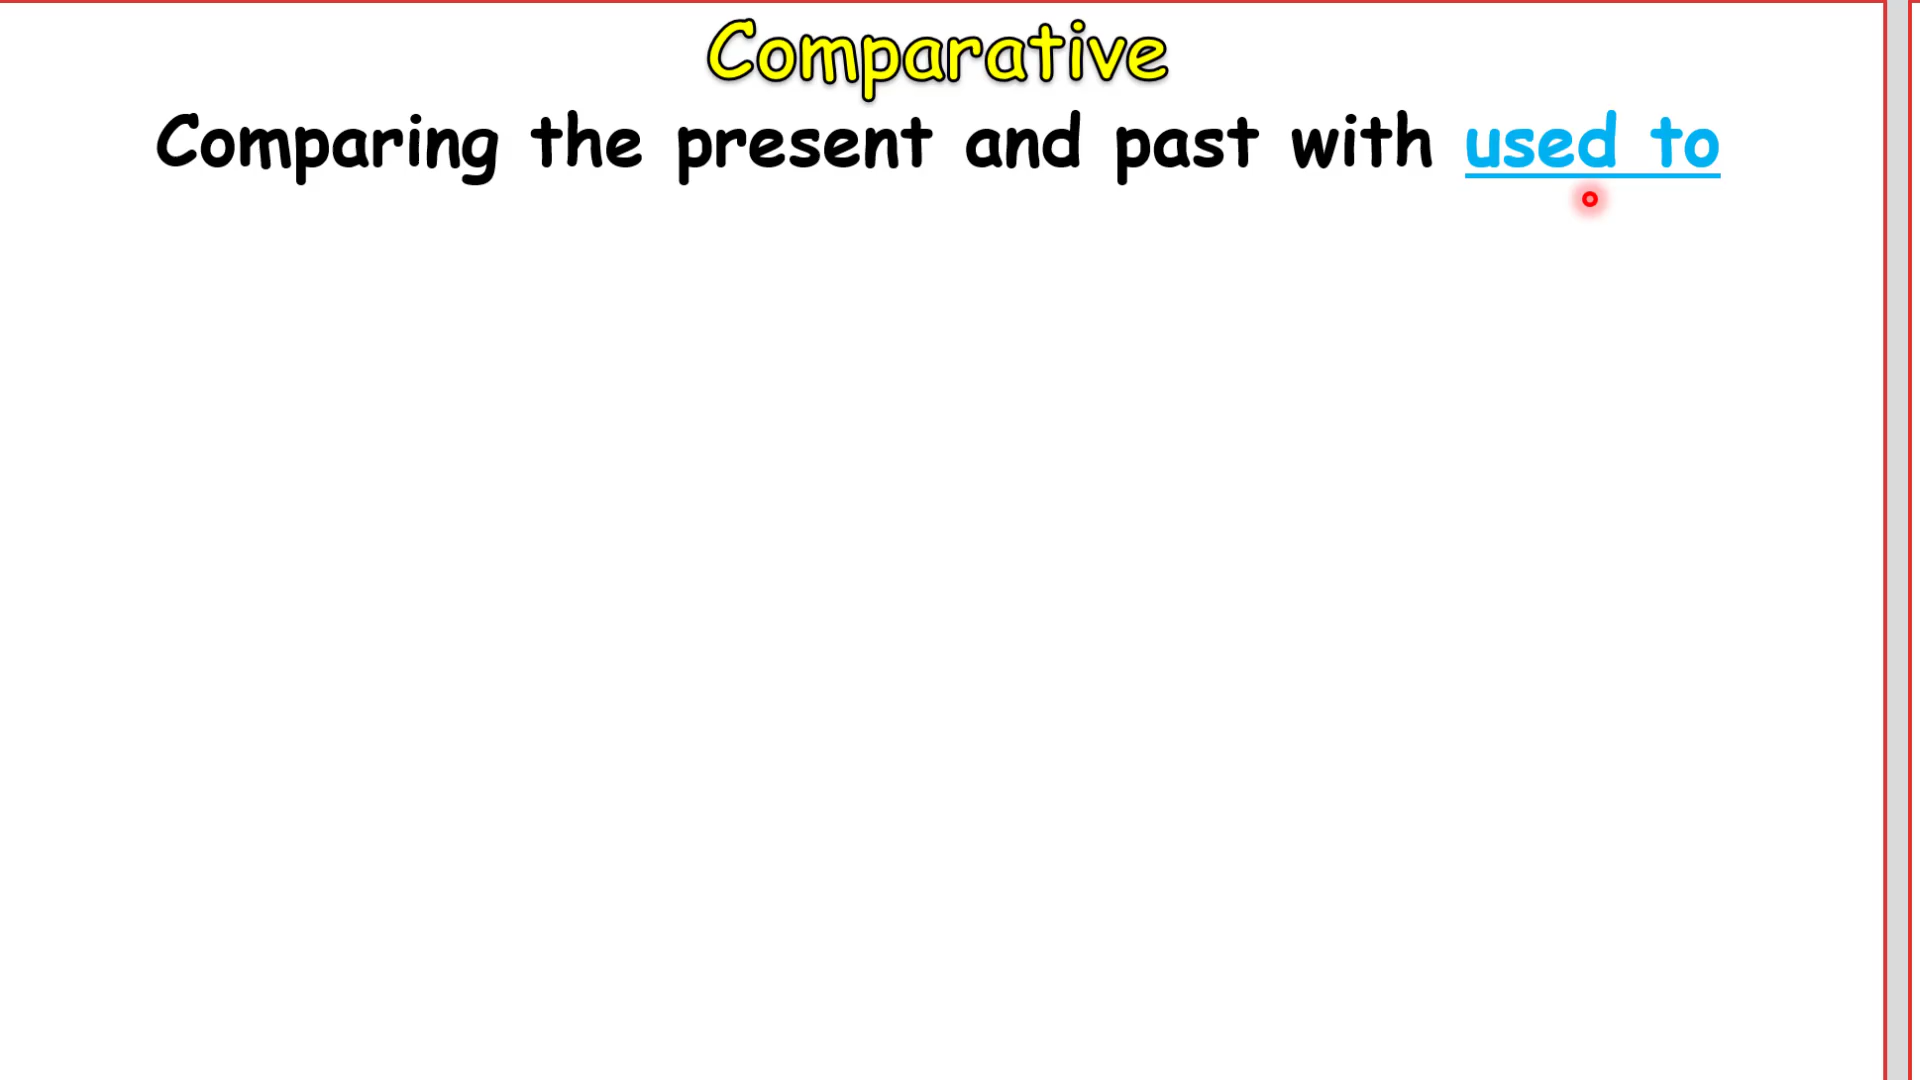 Comparative
Comparing the present and past with used to